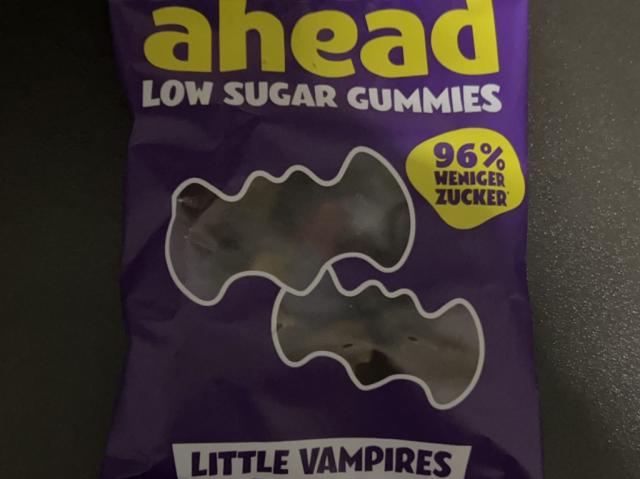 ahead
LOW SUGAR GUMMIES
96%
WENIGER
ZUCKER*
LITTLE VAMPIRES